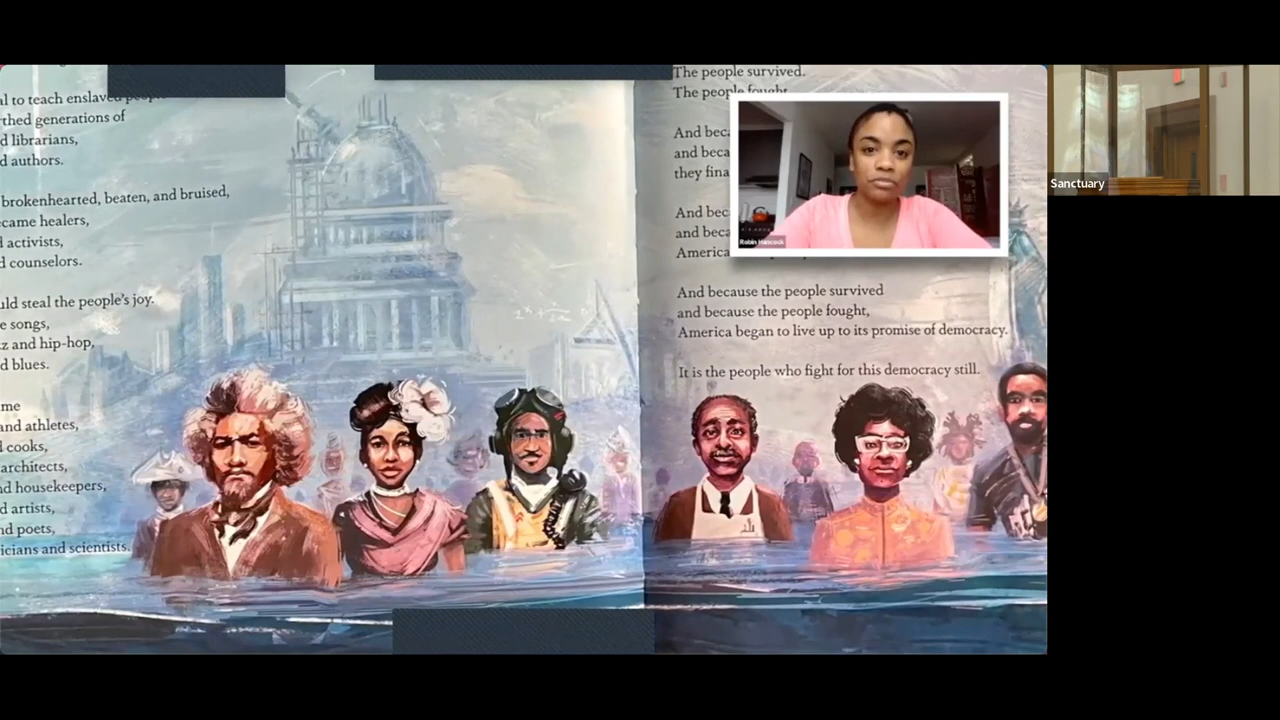 al to teach enslaved people
thed generations of
d librarians,
d authors.
brokenhearted, beaten, and bruised,
came healers,
d activists,
d counselors.
uld steal the people's joy.
e songs,
zz and hip-hop,
d blues.
me
and athletes,
d cooks,
architects,
nd housekeepers,
d artists,
nd poets,
icians and scientists.
The people survived.
The people fought
And beca
and beca
they fina
And bec
and beca
America
And because the people survived
and because the people fought,
America began to live up to its promise of democracy.
It is the people who fight for this democracy still.
Robin Hancock
Sanctuary